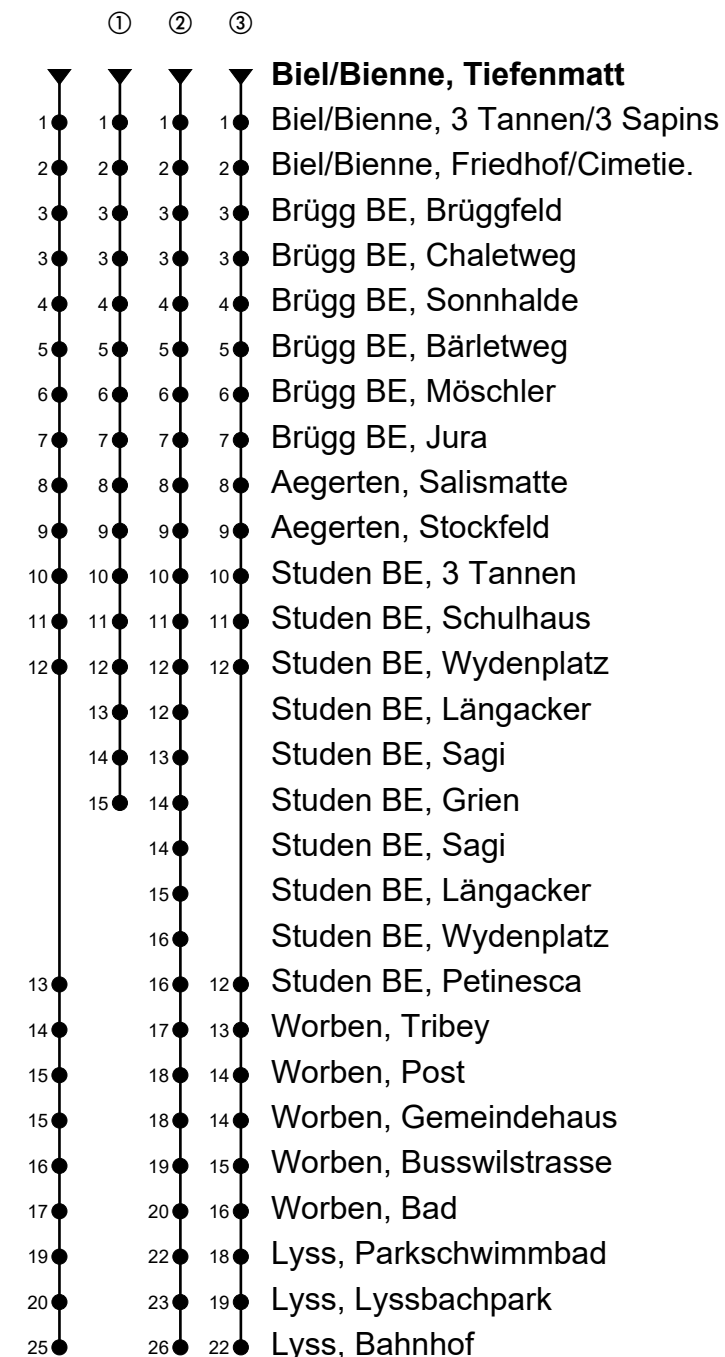 ① ② ③
Biel/Bienne, Tiefenmatt
1 1 1 1 Biel/Bienne, 3 Tannen/3 Sapins
2 2 2 2 Biel/Bienne, Friedhof/Cimetie.
3 3 3 3 Brügg BE, Brüggfeld
3 3 3 3 Brügg BE, Chaletweg
4 4 4 4 Brügg BE, Sonnhalde
5 5 5 5 Brügg BE, Bärletweg
6 6 6 6 Brügg BE, Möschler
7 7 7 7 Brügg BE, Jura
8 8 8 8 Aegerten, Salismatte
9 9 9 9 Aegerten, Stockfeld
10 10 10 10 Studen BE, 3 Tannen
11 11 11 11 Studen BE, Schulhaus
12 12 12 12 Studen BE, Wydenplatz
13 12 Studen BE, Längacker
14 13 Studen BE, Sagi
15 14 Studen BE, Grien
14 Studen BE, Sagi
15 Studen BE, Längacker
16 Studen BE, Wydenplatz
13 16 12 Studen BE, Petinesca
14 17 13 Worben, Tribey
15 18 14 Worben, Post
15 18 14 Worben, Gemeindehaus
16 19 15 Worben, Busswilstrasse
17 20 16 Worben, Bad
19 22 18 Lyss, Parkschwimmbad
20 23 19 Lyss, Lyssbachpark
25 26 22 Lyss, Bahnhof